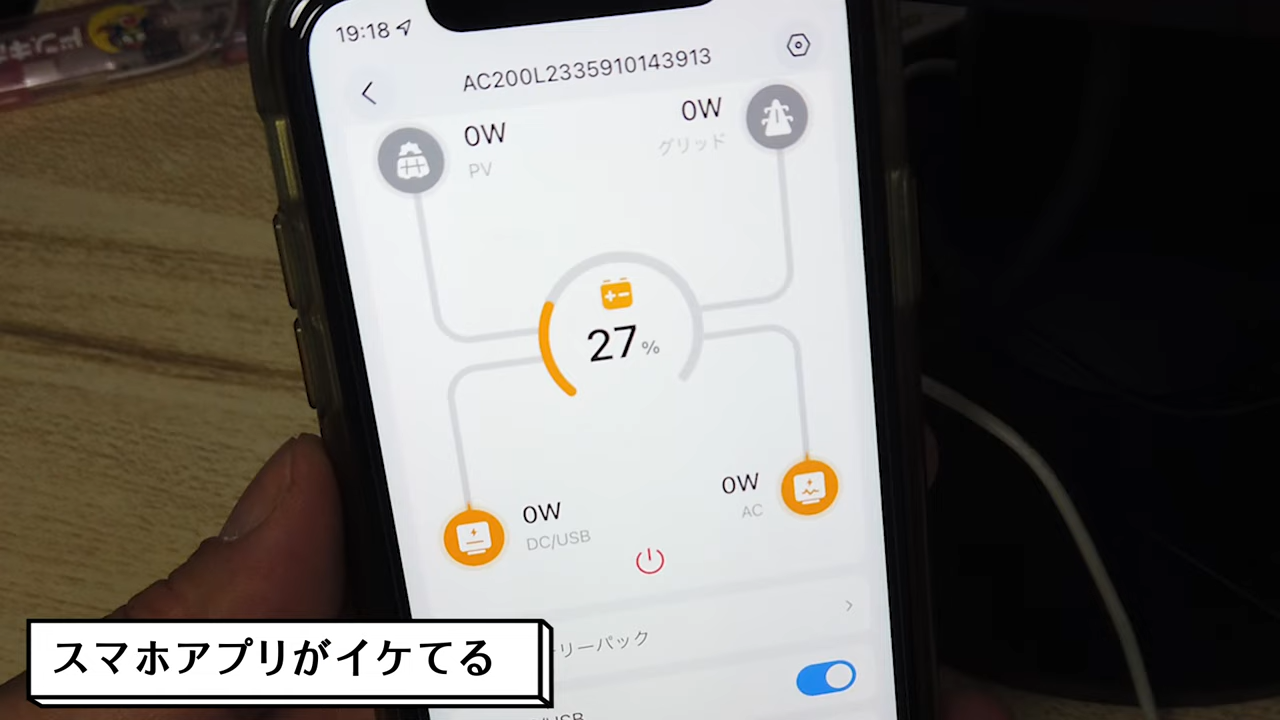 19:18
AC200L2335910143913
0W
PV
0W
グリッド
27%
0W
DC/USB
0W
AC
リーパック
/USB
スマホアプリがイケてる